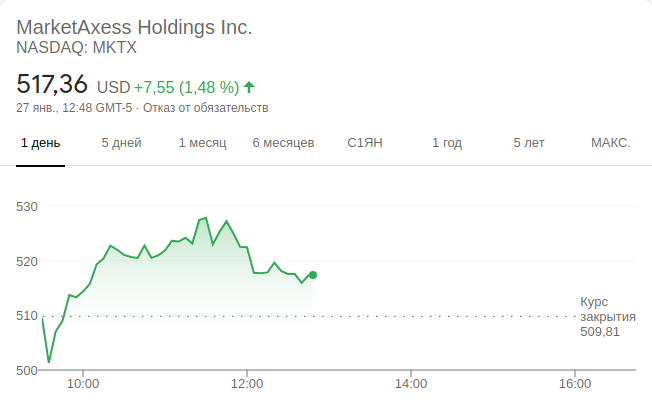 MarketAxess Holdings Inc.
NASDAQ: MKTX
517,36 USD +7,55 (1,48 %)
27 янв., 12:48 GMT-5 · Отказ от обязательств
1 день 5 дней 1 месяц 6 месяцев С1ЯН 1 год 5 лет МАКС.
530
520
510
500
Курс
закрытия
509,81
10:00 12:00 14:00 16:00